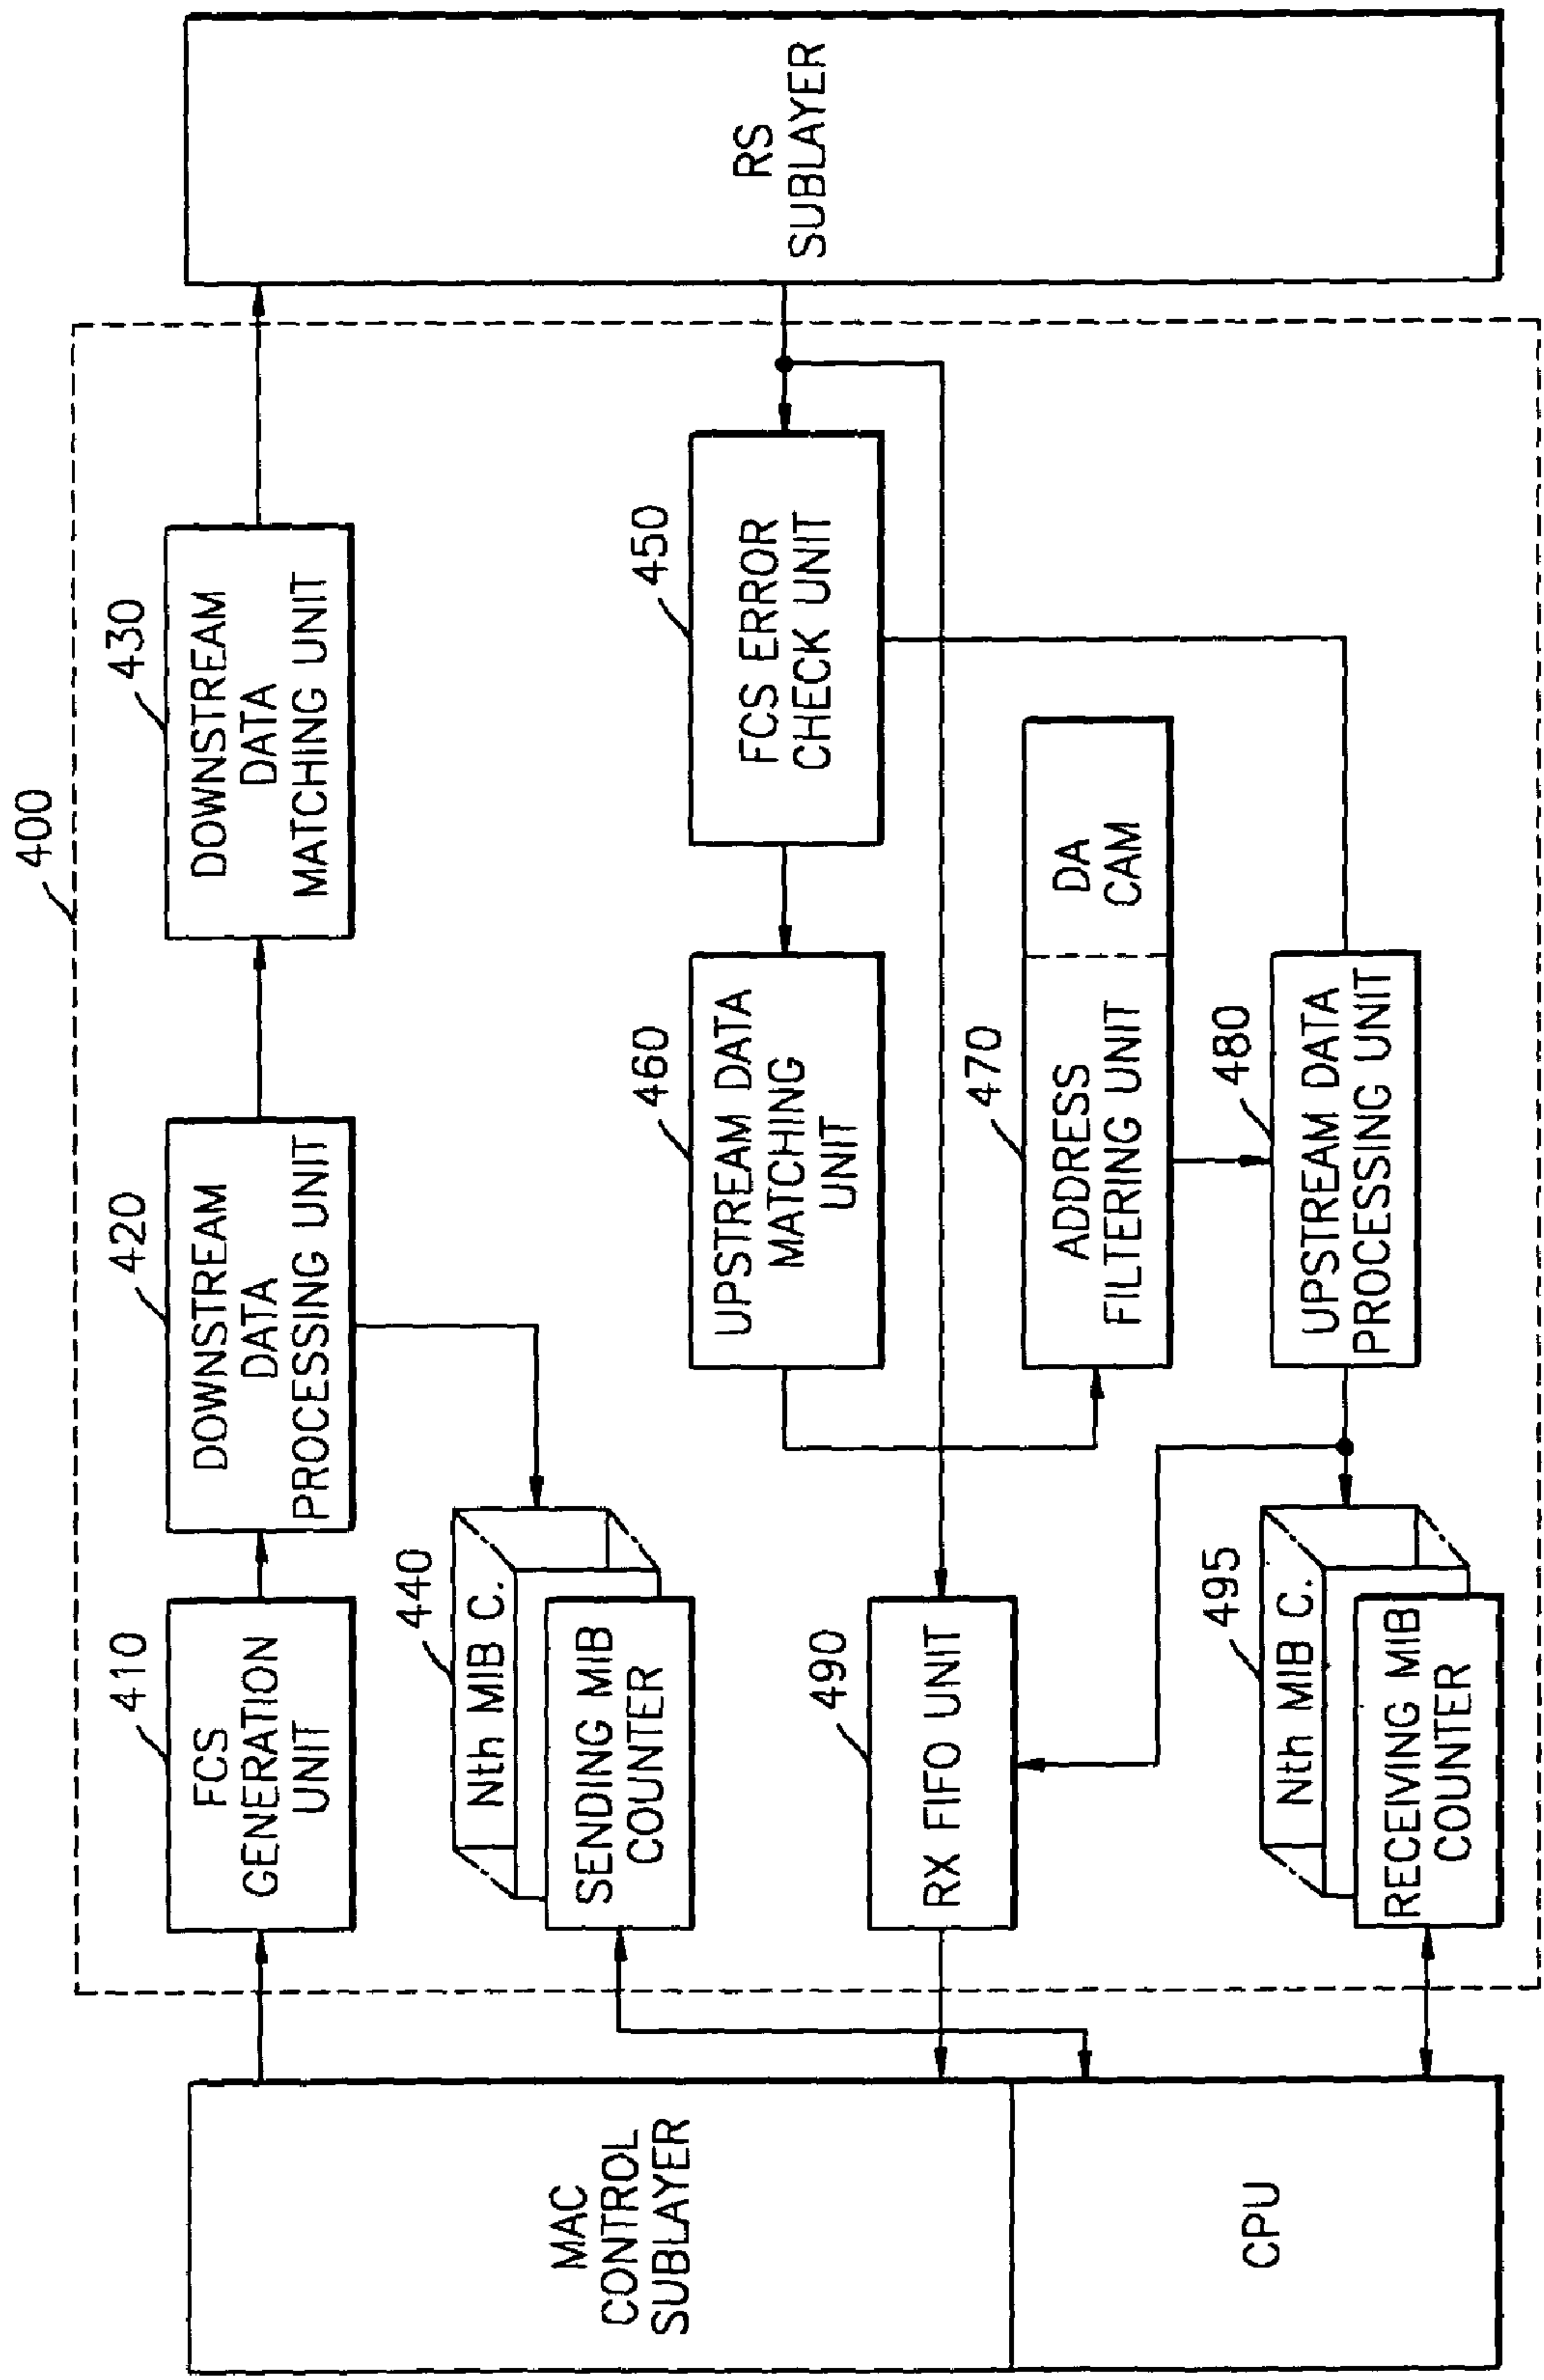 400
MAC
CONTROL
SUBLAYER
CPU
410
FCS
GENERATION
UNIT
420
DOWNSTREAM
DATA
PROCESSING UNIT
430
DOWNSTREAM
DATA
MATCHING UNIT
RS
SUBLAYER
440
Nth MIB C.
SENDING MIB
COUNTER
450
FCS ERROR
CHECK UNIT
460
UPSTREAM DATA
MATCHING
UNIT
470
ADDRESS
FILTERING UNIT
DA
CAM
480
UPSTREAM DATA
PROCESSING UNIT
490
RX FIFO UNIT
495
Nth MIB C.
RECEIVING MIB
COUNTER